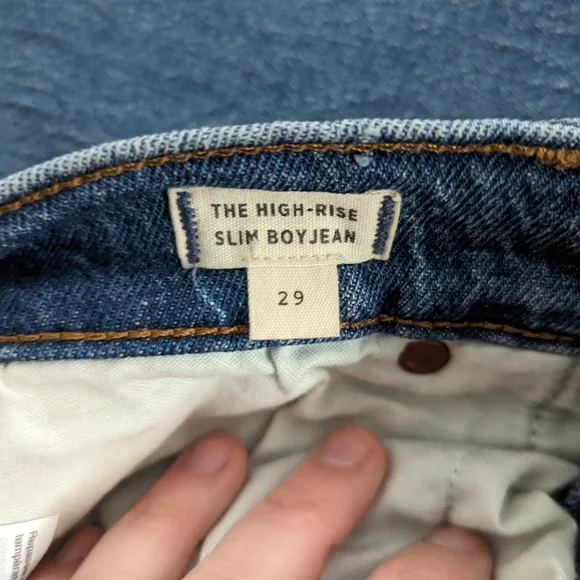 THE HIGH-RISE
SLIM BOYJEAN
29